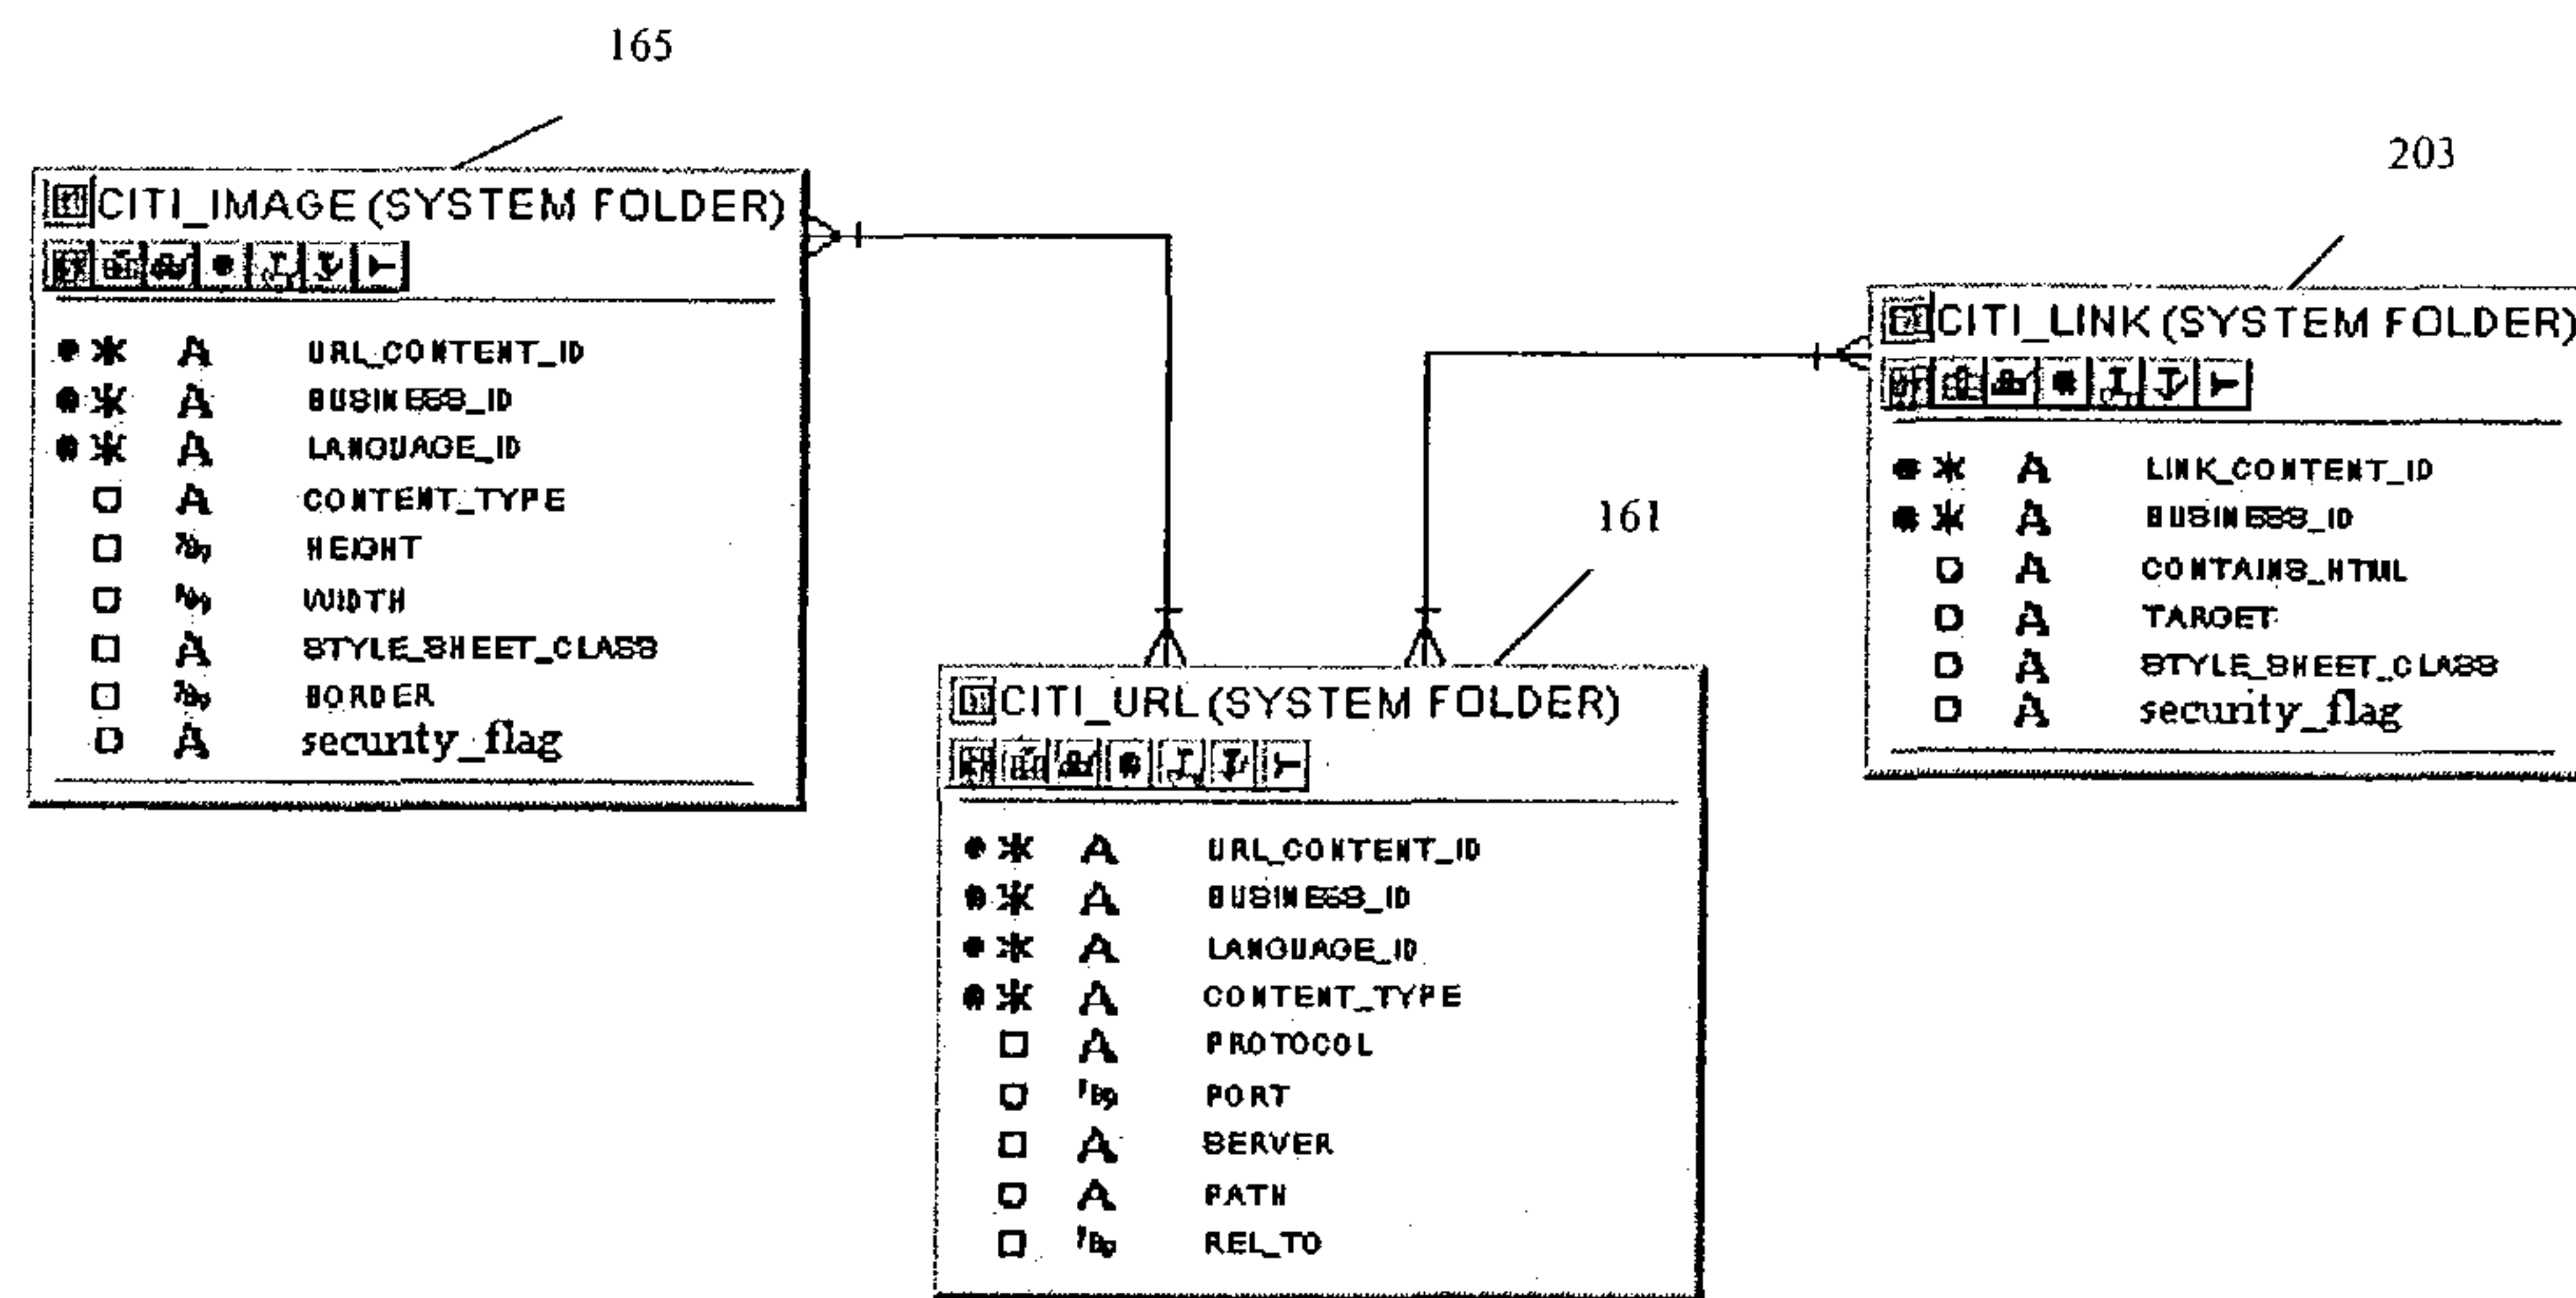 165
CITI_IMAGE (SYSTEM FOLDER)
A URL_CONTENT_ID
A BUSINESS_ID
A LANGUAGE_ID
A CONTENT_TYPE
HEIGHT
WIDTH
A STYLE_SHEET_CLASS
BORDER
A security_flag
203
CITI_LINK (SYSTEM FOLDER)
A LINK_CONTENT_ID
A BUSINESS_ID
A CONTAINS_HTML
A TARGET
A STYLE_SHEET_CLASS
A security_flag
161
CITI_URL (SYSTEM FOLDER)
A URL_CONTENT_ID
A BUSINESS_ID
A LANGUAGE_ID
A CONTENT_TYPE
A PROTOCOL
PORT
A SERVER
A PATH
REL_TO